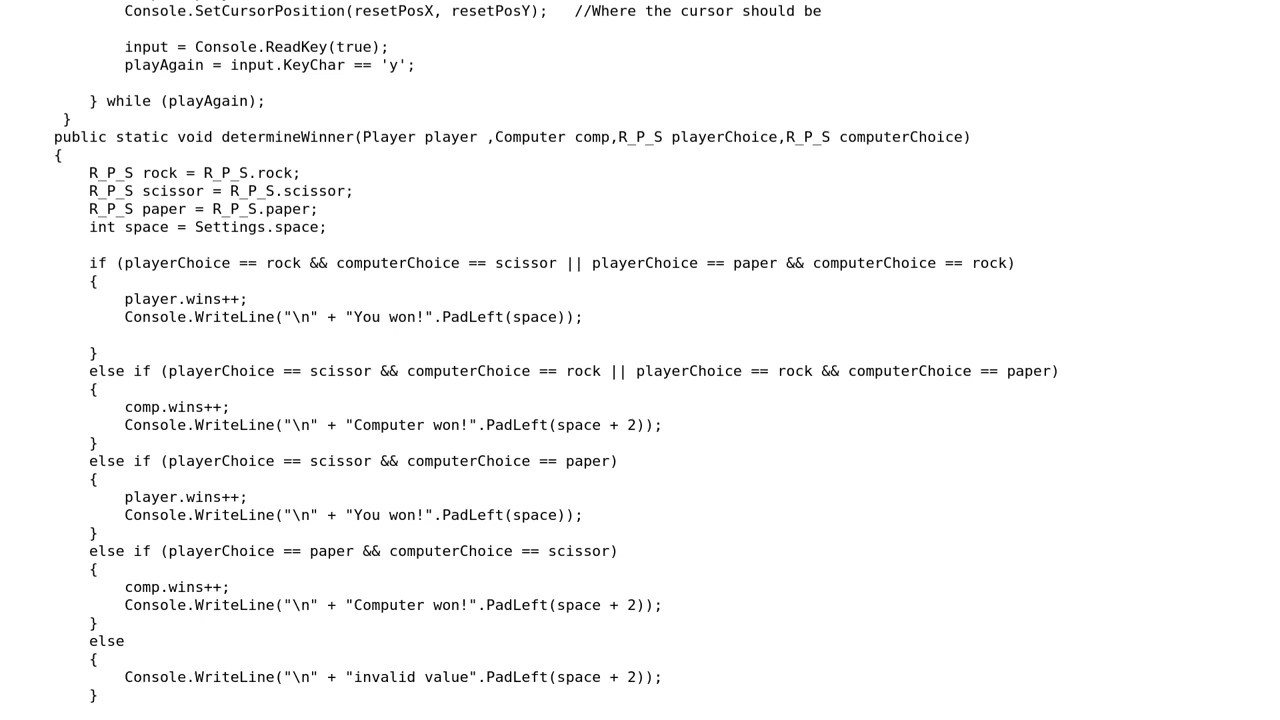 Console.SetCursorPosition(resetPosX, resetPosY);   //Where the cursor should be
input = Console.ReadKey(true);
playAgain = input.KeyChar == 'y';
} while (playAgain);
}
public static void determineWinner(Player player ,Computer comp,R_P_S playerChoice,R_P_S computerChoice)
{
R_P_S rock = R_P_S.rock;
R_P_S scissor = R_P_S.scissor;
R_P_S paper = R_P_S.paper;
int space = Settings.space;
if (playerChoice == rock && computerChoice == scissor || playerChoice == paper && computerChoice == rock)
{
player.wins++;
Console.WriteLine("\n" + "You won!".PadLeft(space));
}
else if (playerChoice == scissor && computerChoice == rock || playerChoice == rock && computerChoice == paper)
{
comp.wins++;
Console.WriteLine("\n" + "Computer won!".PadLeft(space + 2));
}
else if (playerChoice == scissor && computerChoice == paper)
{
player.wins++;
Console.WriteLine("\n" + "You won!".PadLeft(space));
}
else if (playerChoice == paper && computerChoice == scissor)
{
comp.wins++;
Console.WriteLine("\n" + "Computer won!".PadLeft(space + 2));
}
else
{
Console.WriteLine("\n" + "invalid value".PadLeft(space + 2));
}